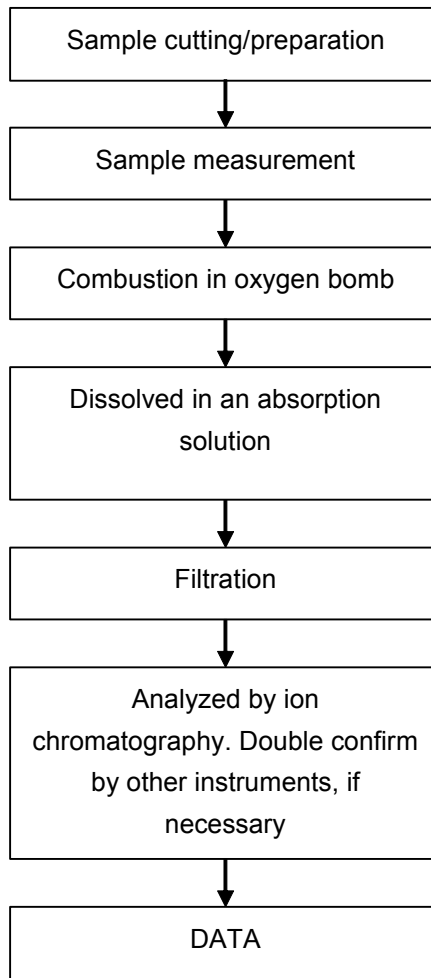 Sample cutting/preparation
Sample measurement
Combustion in oxygen bomb
Dissolved in an absorption
solution
Filtration
Analyzed by ion
chromatography. Double confirm
by other instruments, if
necessary
DATA